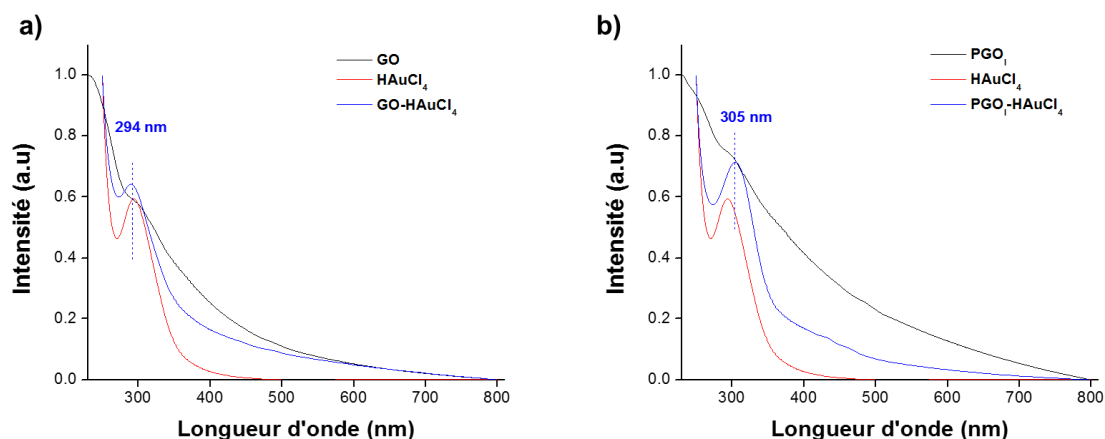 a)
GO
HAuCl₄
GO-HAuCl₄
294 nm
Intensité (a.u)
1.0
0.8
0.6
0.4
0.2
0.0
300 400 500 600 700 800
Longueur d'onde (nm)
b)
PGOᵢ
HAuCl₄
PGOᵢ-HAuCl₄
305 nm
Intensité (a.u)
1.0
0.8
0.6
0.4
0.2
0.0
300 400 500 600 700 800
Longueur d'onde (nm)